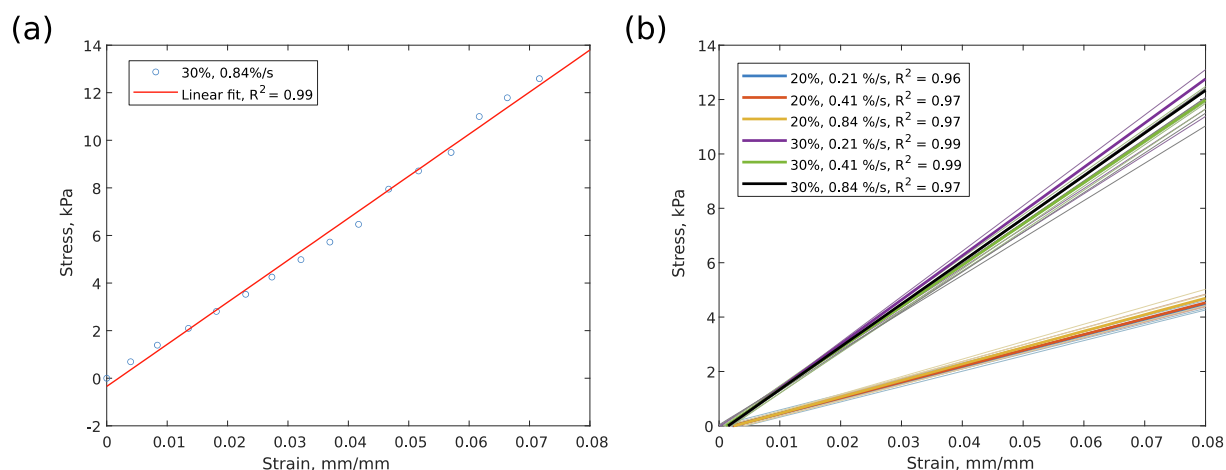 (a)
14
12
10
8
6
4
2
0
-2
Stress, kPa
30%, 0.84%/s
Linear fit, R² = 0.99
0 0.01 0.02 0.03 0.04 0.05 0.06 0.07 0.08
Strain, mm/mm
(b)
14
12
10
8
6
4
2
0
Stress, kPa
20%, 0.21 %/s, R² = 0.96
20%, 0.41 %/s, R² = 0.97
20%, 0.84 %/s, R² = 0.97
30%, 0.21 %/s, R² = 0.99
30%, 0.41 %/s, R² = 0.99
30%, 0.84 %/s, R² = 0.97
0 0.01 0.02 0.03 0.04 0.05 0.06 0.07 0.08
Strain, mm/mm